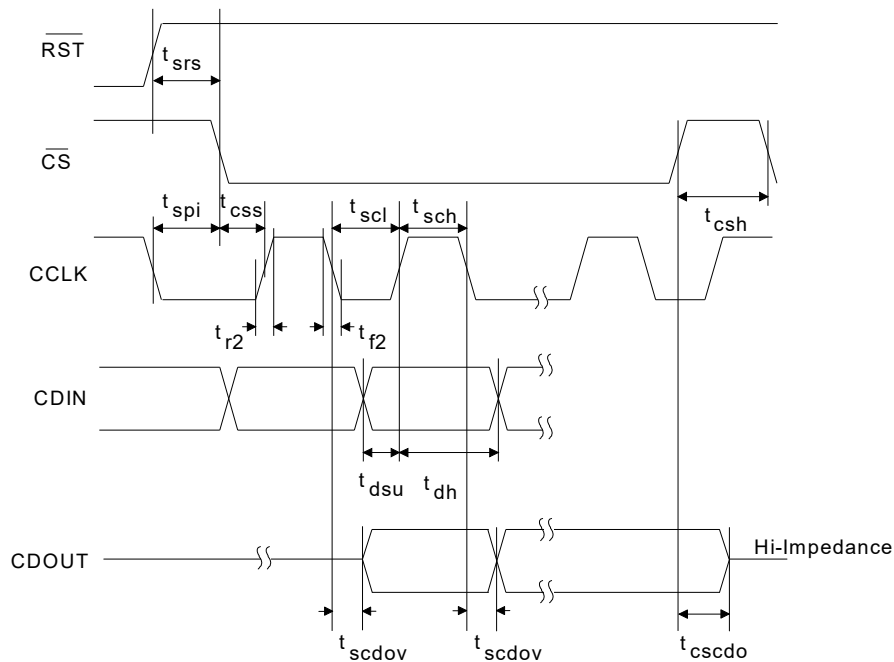 RST
t srs
CS
t spi
t css
t scl
t sch
t csh
CCLK
t r2
t f2
CDIN
t dsu
t dh
CDOUT
Hi-Impedance
t scdov
t scdov
t cscdo